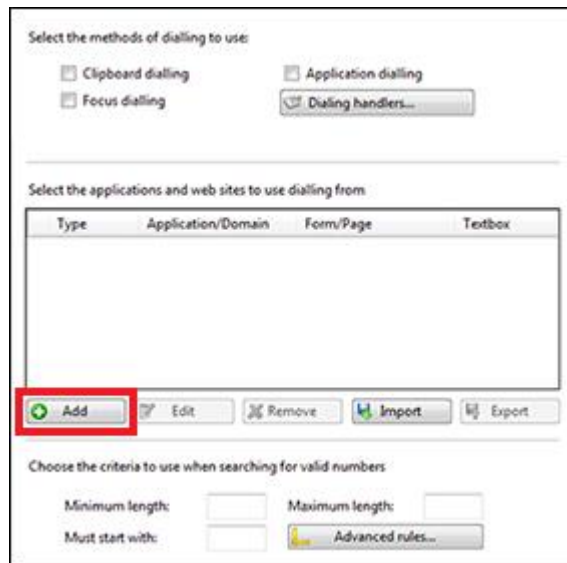 Select the methods of dialling to use:
Clipboard dialling Application dialling
Focus dialling Dialing handlers...
Select the applications and web sites to use dialling from
Type Application/Domain Form/Page Textbox
Add Edit Remove Import Export
Choose the criteria to use when searching for valid numbers
Minimum length: Maximum length:
Must start with: Advanced rules...